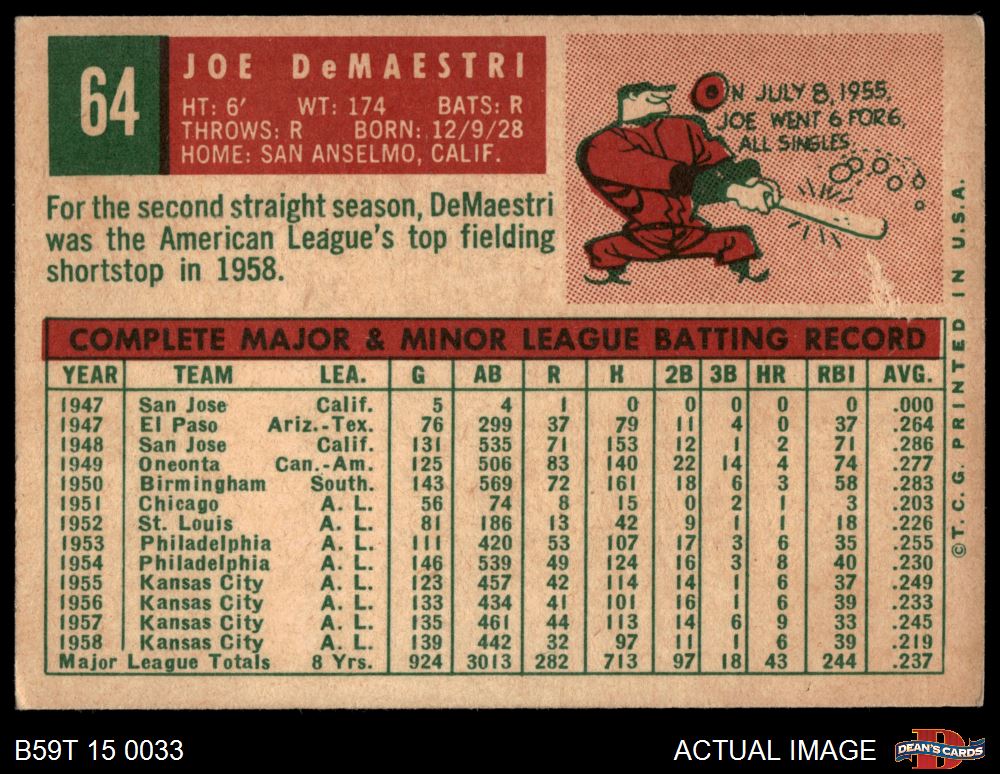 64
JOE DeMAESTRI
HT: 6' WT: 174 BATS: R
THROWS: R BORN: 12/9/28
HOME: SAN ANSELMO, CALIF.
ON JULY 8, 1955,
JOE WENT 6 FOR 6.
ALL SINGLES
For the second straight season, DeMaestri
was the American League's top fielding
shortstop in 1958.
COMPLETE MAJOR & MINOR LEAGUE BATTING RECORD
YEAR TEAM LEA. G AB R H 2B 3B HR RBI AVG.
1947 San Jose Calif. 5 4 1 0 0 0 0 0 .000
1947 El Paso Ariz.-Tex. 76 299 37 79 11 4 0 37 .264
1948 San Jose Calif. 131 535 71 153 12 1 2 71 .286
1949 Oneonta Can.-Am. 125 506 83 140 22 14 4 74 .277
1950 Birmingham South. 143 569 72 161 18 6 3 58 .283
1951 Chicago A. L. 56 74 8 15 0 2 1 3 .203
1952 St. Louis A. L. 81 186 13 42 9 1 1 18 .226
1953 Philadelphia A. L. 111 420 53 107 17 3 6 35 .255
1954 Philadelphia A. L. 146 539 49 124 16 3 8 40 .230
1955 Kansas City A. L. 123 457 42 114 14 1 6 37 .249
1956 Kansas City A. L. 133 434 41 101 16 1 6 39 .233
1957 Kansas City A. L. 135 461 44 113 14 6 9 33 .245
1958 Kansas City A. L. 139 442 32 97 11 1 6 39 .219
Major League Totals 8 Yrs. 924 3013 282 713 97 18 43 244 .237
©T. C. G. PRINTED IN U.S.A.
B59T 15 0033
ACTUAL IMAGE
DEAN'S CARDS